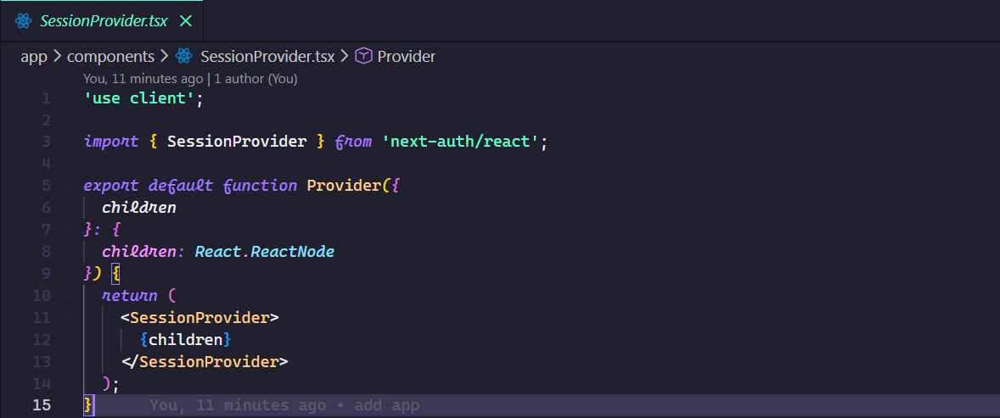 SessionProvider.tsx
app > components > SessionProvider.tsx > Provider
You, 11 minutes ago | 1 author (You)
1 'use client';
2
3 import { SessionProvider } from 'next-auth/react';
4
5 export default function Provider({
6   children
7 }: {
8   children: React.ReactNode
9 }) {
10   return (
11     <SessionProvider>
12       {children}
13     </SessionProvider>
14   );
15 } You, 11 minutes ago • add app